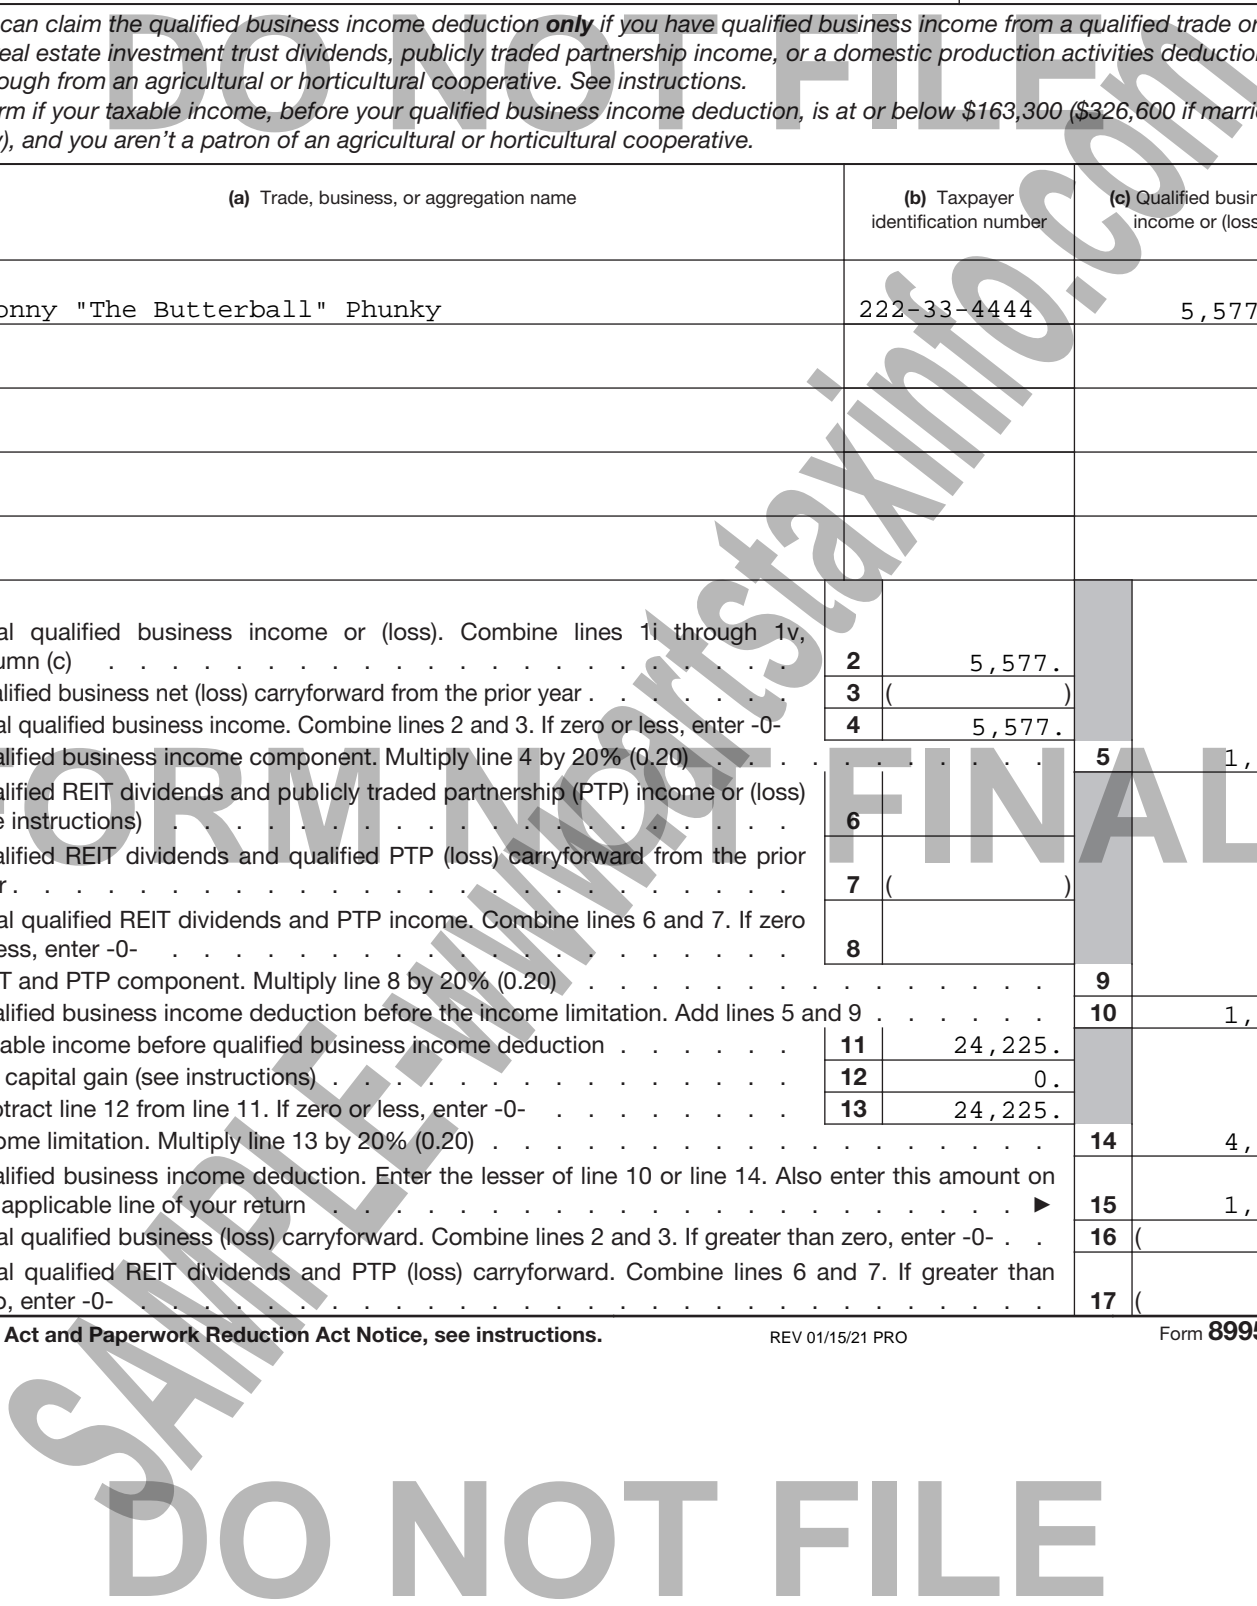 can claim the qualified business income deduction only if you have qualified business income from a qualified trade or
real estate investment trust dividends, publicly traded partnership income, or a domestic production activities deduction
ough from an agricultural or horticultural cooperative. See instructions.
rm if your taxable income, before your qualified business income deduction, is at or below $163,300 ($326,600 if marrie
y), and you aren't a patron of an agricultural or horticultural cooperative.
(a) Trade, business, or aggregation name
(b) Taxpayer
identification number
(c) Qualified busin
income or (loss
onny "The Butterball" Phunky 222-33-4444 5,577
al qualified business income or (loss). Combine lines 1i through 1v,
umn (c) . . . . . . . . . . . . . . . . . . . . . . 2 5,577.
alified business net (loss) carryforward from the prior year . . . . . . . 3 ( )
al qualified business income. Combine lines 2 and 3. If zero or less, enter -0- 4 5,577.
alified business income component. Multiply line 4 by 20% (0.20) . . . . . . . . . . . 5 1,
alified REIT dividends and publicly traded partnership (PTP) income or (loss)
e instructions) . . . . . . . . . . . . . . . . . . . . 6
alified REIT dividends and qualified PTP (loss) carryforward from the prior
r . . . . . . . . . . . . . . . . . . . . . . . . . 7 ( )
al qualified REIT dividends and PTP income. Combine lines 6 and 7. If zero
ess, enter -0- . . . . . . . . . . . . . . . . . . . . 8
T and PTP component. Multiply line 8 by 20% (0.20) . . . . . . . . . . . . . . . 9
alified business income deduction before the income limitation. Add lines 5 and 9 . . . . . . 10 1,
able income before qualified business income deduction . . . . . . 11 24,225.
capital gain (see instructions) . . . . . . . . . . . . . . . 12 0.
btract line 12 from line 11. If zero or less, enter -0- . . . . . . . . 13 24,225.
ome limitation. Multiply line 13 by 20% (0.20) . . . . . . . . . . . . . . . . . . 14 4,
alified business income deduction. Enter the lesser of line 10 or line 14. Also enter this amount on
applicable line of your return . . . . . . . . . . . . . . . . . . . . . . ► 15 1,
al qualified business (loss) carryforward. Combine lines 2 and 3. If greater than zero, enter -0- . . 16 (
al qualified REIT dividends and PTP (loss) carryforward. Combine lines 6 and 7. If greater than
o, enter -0- . . . . . . . . . . . . . . . . . . . . . . . . . . . . . 17 (
Act and Paperwork Reduction Act Notice, see instructions. REV 01/15/21 PRO Form 8995
DO NOT FILE
ORM NOT FINAL
DO NOT FILE
SAMPLE-www.partstaxinfo.com